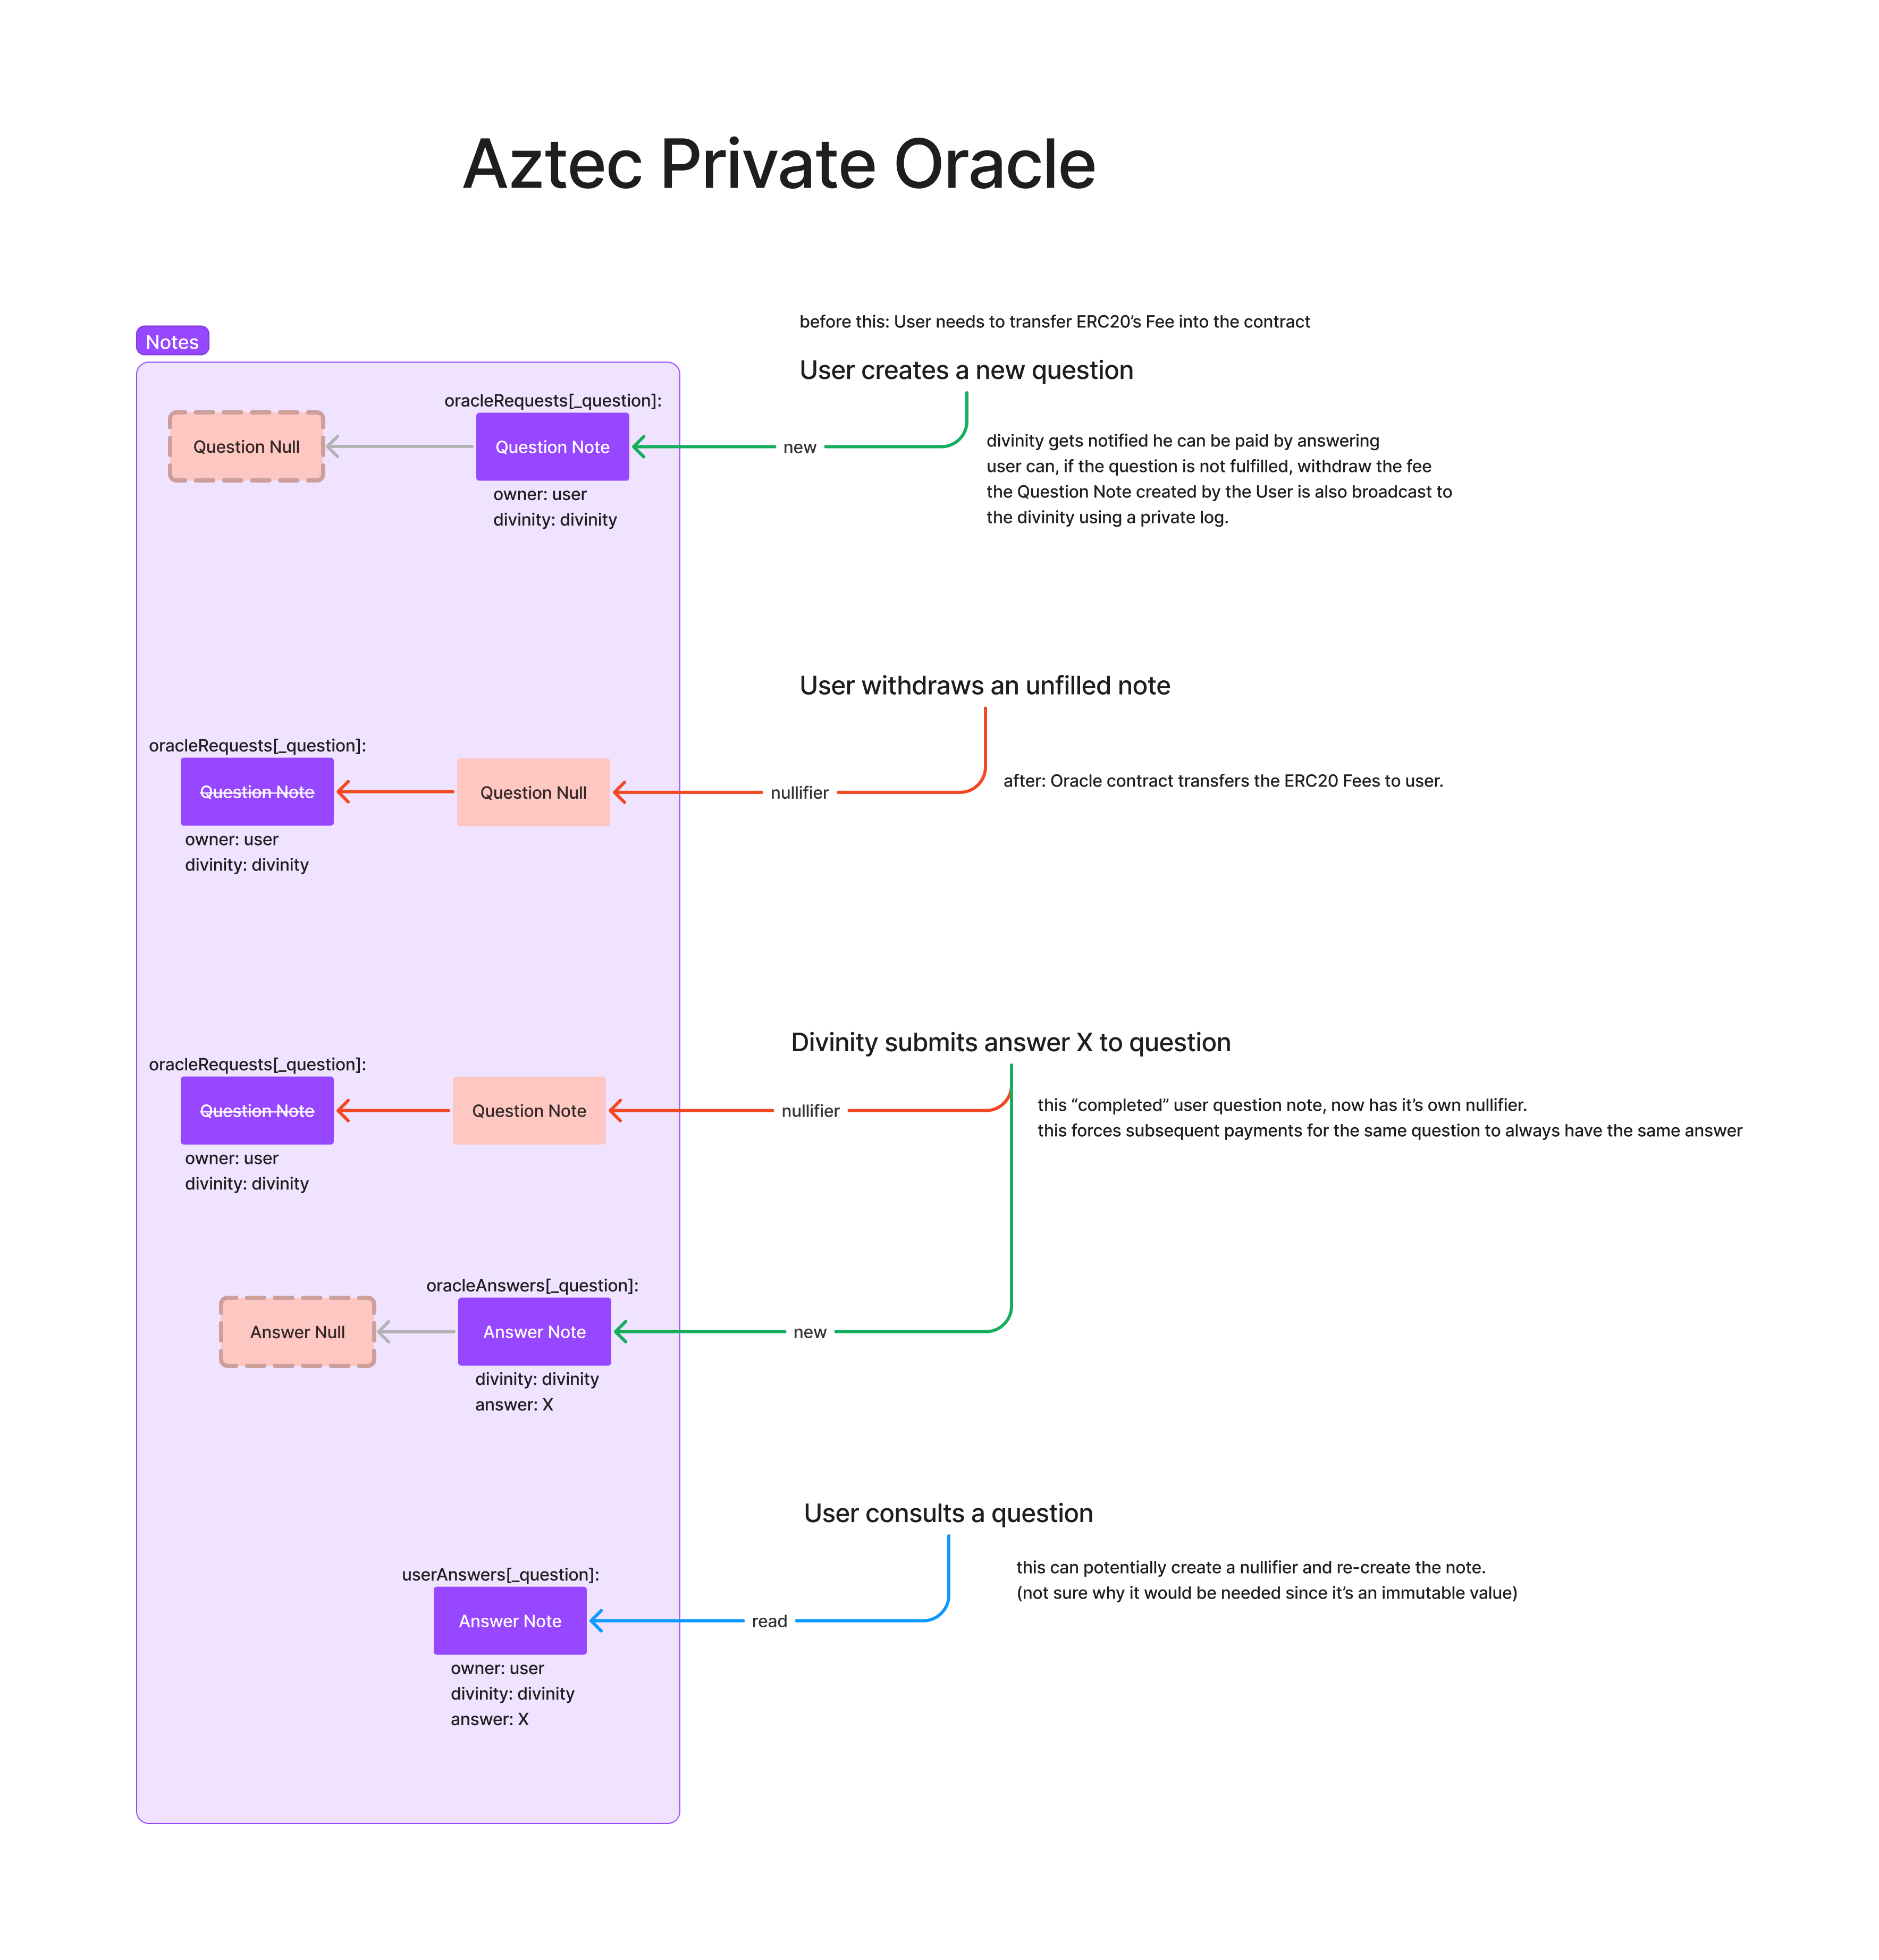 Aztec Private Oracle
before this: User needs to transfer ERC20’s Fee into the contract
Notes
User creates a new question
oracleRequests[_question]:
Question Null
Question Note
new
divinity gets notified he can be paid by answering
user can, if the question is not fulfilled, withdraw the fee
the Question Note created by the User is also broadcast to
the divinity using a private log.
owner: user
divinity: divinity
User withdraws an unfilled note
oracleRequests[_question]:
Question Note
Question Null
nullifier
after: Oracle contract transfers the ERC20 Fees to user.
owner: user
divinity: divinity
Divinity submits answer X to question
oracleRequests[_question]:
Question Note
Question Note
nullifier
this “completed” user question note, now has it’s own nullifier.
this forces subsequent payments for the same question to always have the same answer
owner: user
divinity: divinity
oracleAnswers[_question]:
Answer Null
Answer Note
new
divinity: divinity
answer: X
User consults a question
this can potentially create a nullifier and re-create the note.
(not sure why it would be needed since it’s an immutable value)
userAnswers[_question]:
Answer Note
read
owner: user
divinity: divinity
answer: X